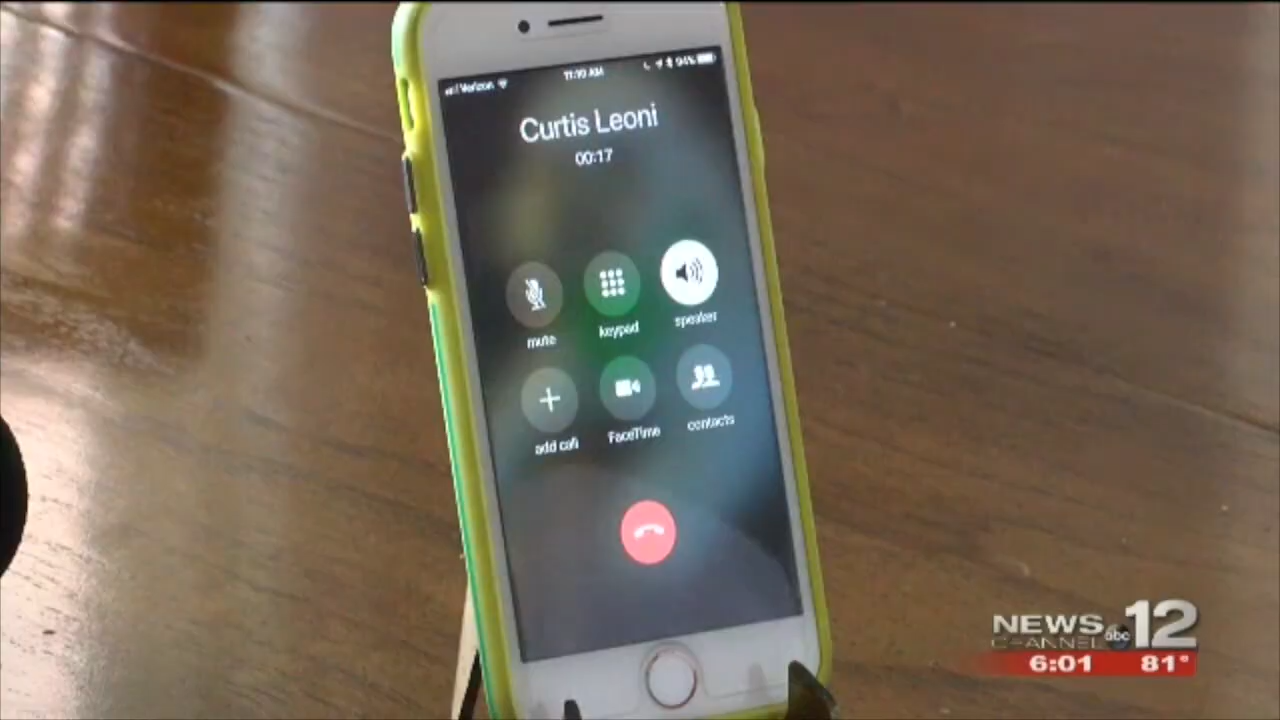 Verizon
11:10 AM
94%
Curtis Leoni
00:17
mute
keypad
speaker
add call
FaceTime
contacts
NEWS
CHANNEL abc 12
6:01 81°